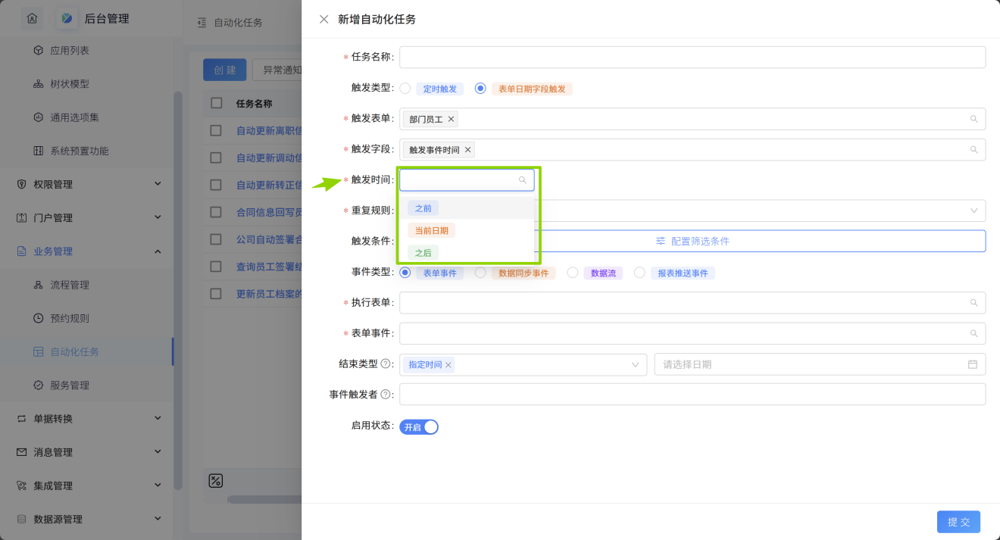 后台管理
应用列表
树状模型
通用选项集
系统预置功能
权限管理
门户管理
业务管理
流程管理
预约规则
自动化任务
服务管理
单据转换
消息管理
集成管理
数据源管理
自动化任务
创 建
异常通知
任务名称
自动更新离职信
自动更新调动信
自动更新转正信
合同信息回写员
公司自动签署合
查询员工签署结
更新员工档案的
新增自动化任务
* 任务名称:
触发类型: 定时触发 表单日期字段触发
* 触发表单: 部门员工
* 触发字段: 触发事件时间
* 触发时间:
之前
当前日期
之后
* 重复规则:
触发条件: 配置筛选条件
事件类型: 表单事件 数据同步事件 数据流 报表推送事件
* 执行表单:
* 表单事件:
结束类型 ?: 指定时间 请选择日期
事件触发者 ?:
启用状态: 开启
提 交